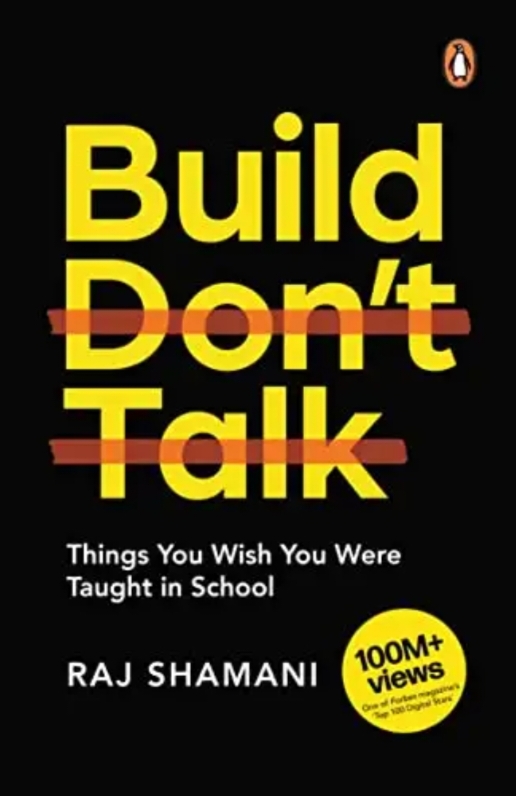 Build
Don't
Talk
Things You Wish You Were
Taught in School
RAJ SHAMANI
100M+
views
One of Forbes magazine's
'Top 100 Digital Stars'